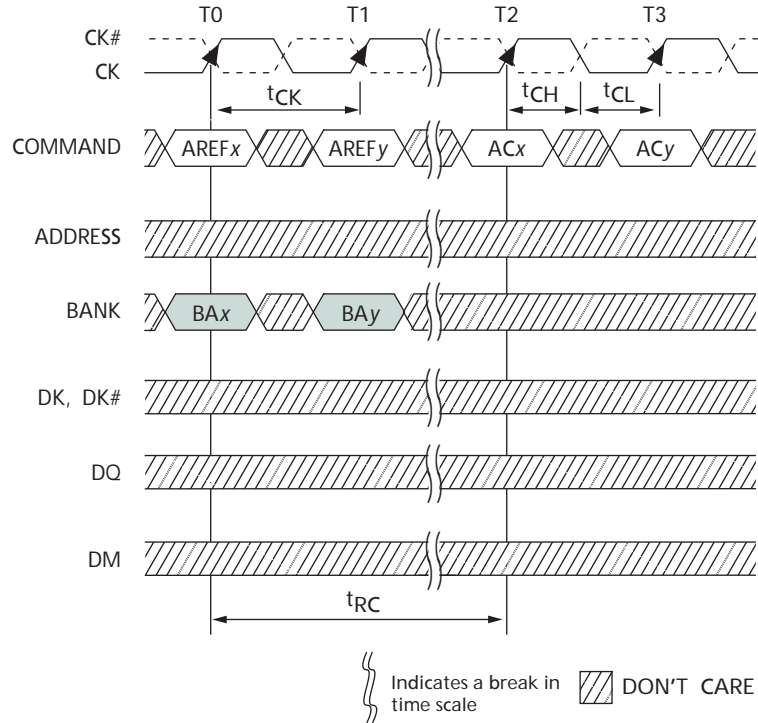 T0 T1 T2 T3
CK#
CK
tCK tCH tCL
COMMAND AREFx AREFy ACx ACy
ADDRESS
BANK BAx BAy
DK, DK#
DQ
DM
tRC
Indicates a break in
time scale
DON'T CARE